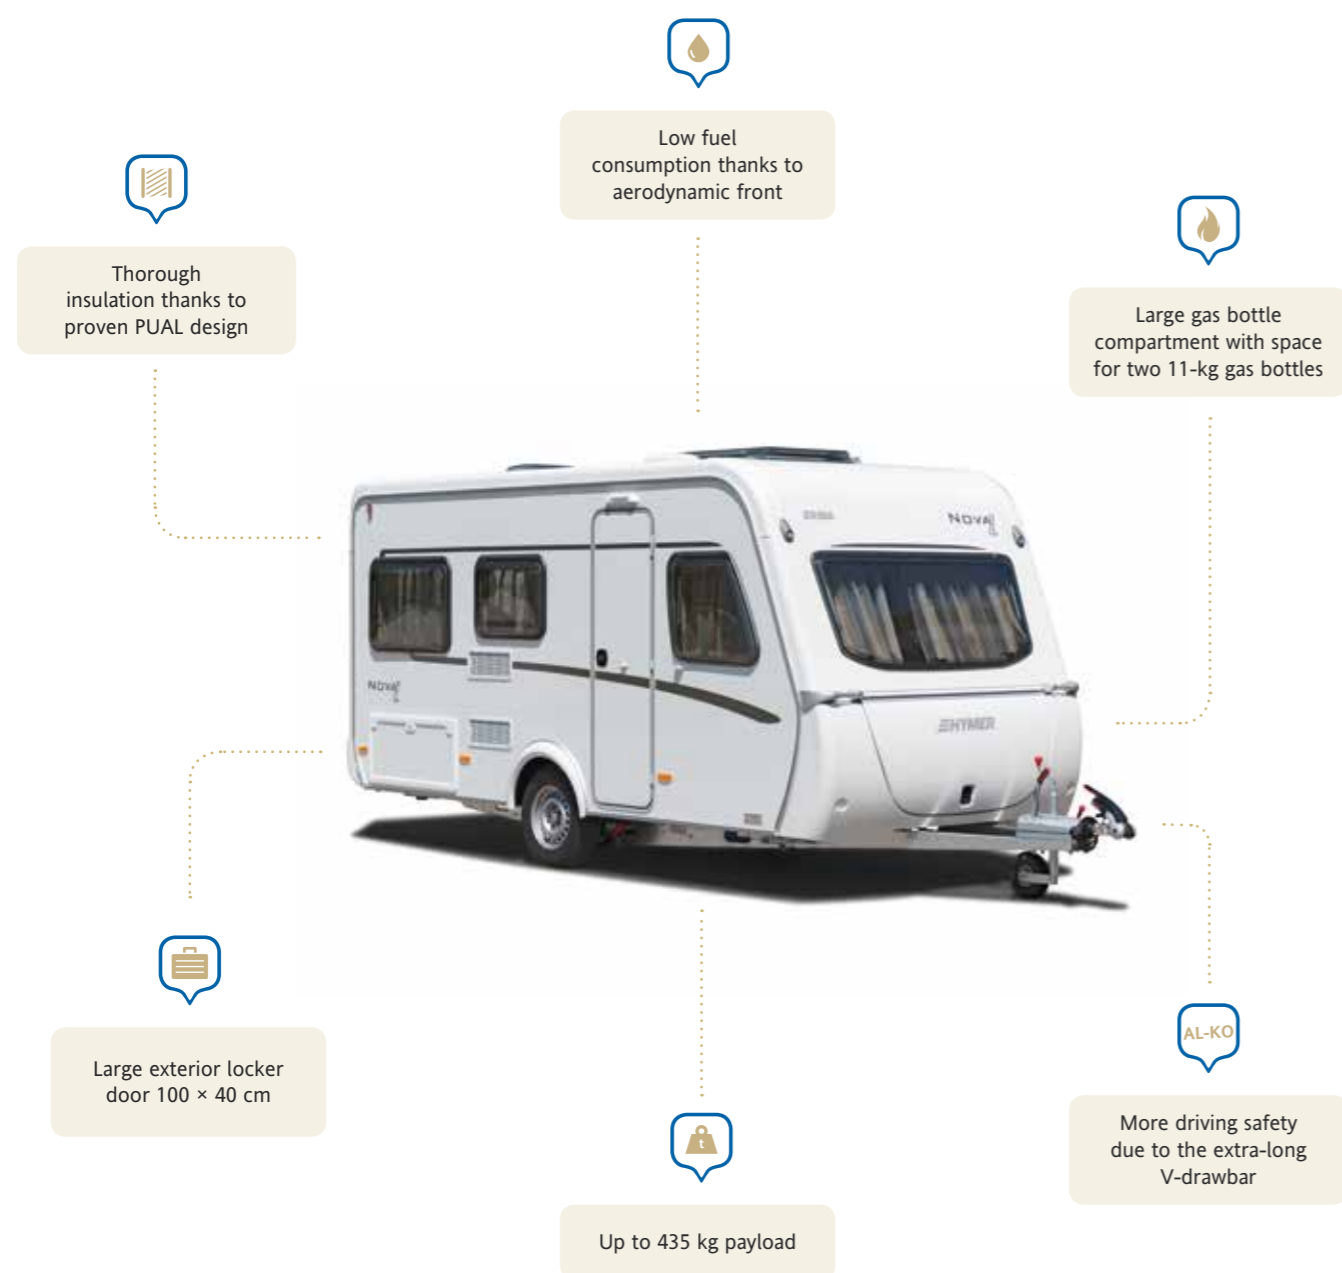 Low fuel
consumption thanks to
aerodynamic front
Thorough
insulation thanks to
proven PUAL design
Large gas bottle
compartment with space
for two 11-kg gas bottles
NOVA
NOVA
HYMER
Large exterior locker
door 100 × 40 cm
AL-KO
More driving safety
due to the extra-long
V-drawbar
t
Up to 435 kg payload